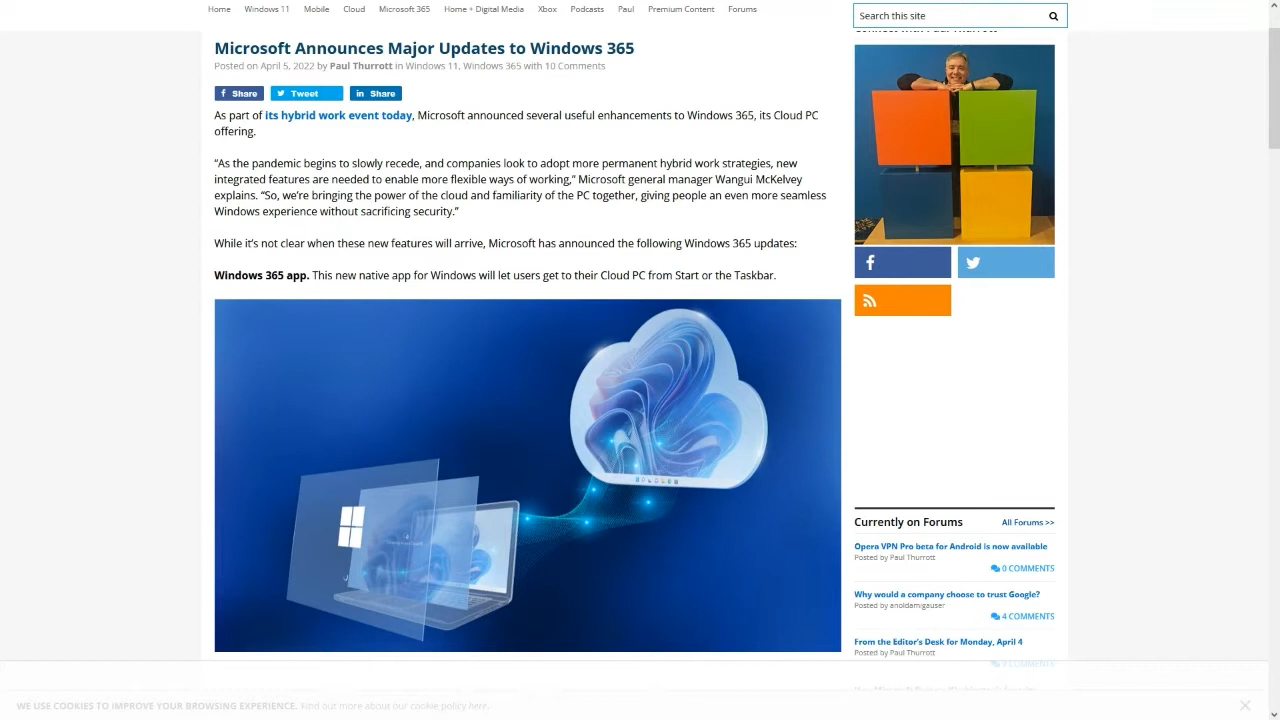 Home Windows 11 Mobile Cloud Microsoft 365 Home + Digital Media Xbox Podcasts Paul Premium Content Forums
Search this site
Microsoft Announces Major Updates to Windows 365
Posted on April 5, 2022 by Paul Thurrott in Windows 11, Windows 365 with 10 Comments
Share Tweet Share
As part of its hybrid work event today, Microsoft announced several useful enhancements to Windows 365, its Cloud PC
offering.
“As the pandemic begins to slowly recede, and companies look to adopt more permanent hybrid work strategies, new
integrated features are needed to enable more flexible ways of working,” Microsoft general manager Wangui McKelvey
explains. “So, we’re bringing the power of the cloud and familiarity of the PC together, giving people an even more seamless
Windows experience without sacrificing security.”
While it’s not clear when these new features will arrive, Microsoft has announced the following Windows 365 updates:
Windows 365 app. This new native app for Windows will let users get to their Cloud PC from Start or the Taskbar.
Currently on Forums All Forums >>
Opera VPN Pro beta for Android is now available
Posted by Paul Thurrott
0 COMMENTS
Why would a company choose to trust Google?
Posted by anoldamigauser
4 COMMENTS
From the Editor’s Desk for Monday, April 4
Posted by Paul Thurrott
3 COMMENTS
WE USE COOKIES TO IMPROVE YOUR BROWSING EXPERIENCE. Find out more about our cookie policy here.